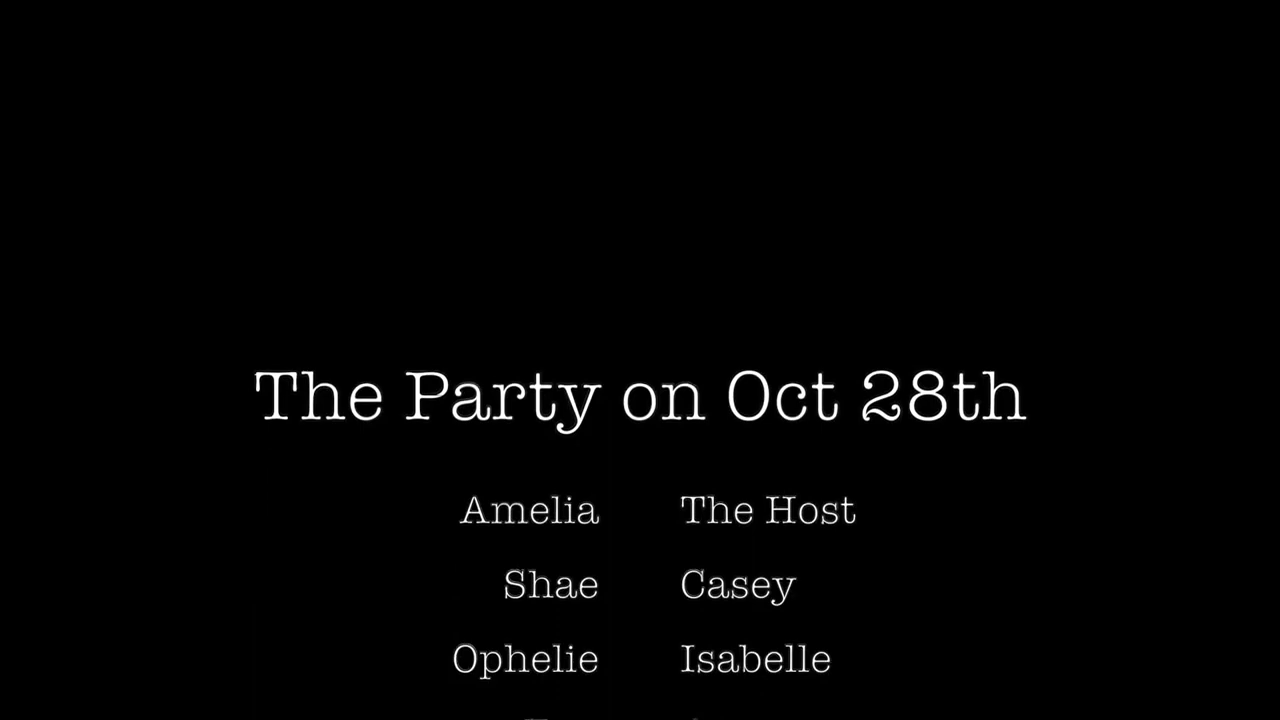 The Party on Oct 28th
Amelia The Host
Shae Casey
Ophelie Isabelle